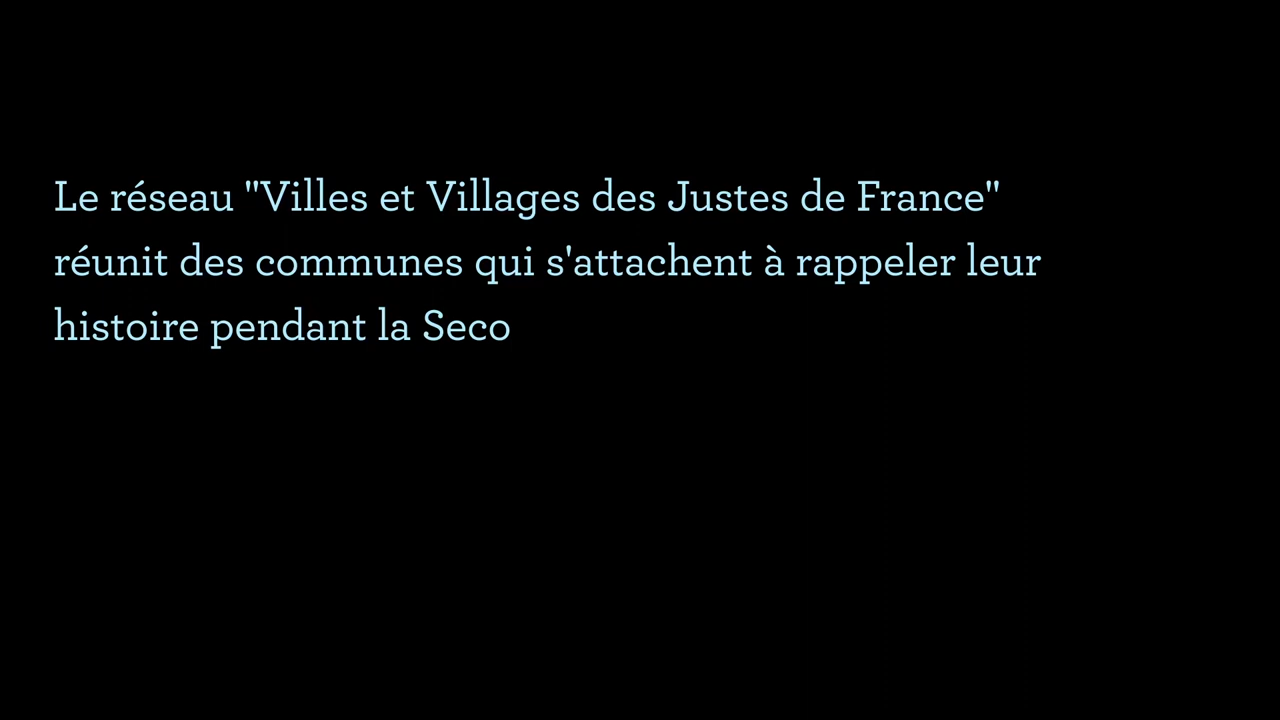 Le réseau "Villes et Villages des Justes de France"
réunit des communes qui s'attachent à rappeler leur
histoire pendant la Seco